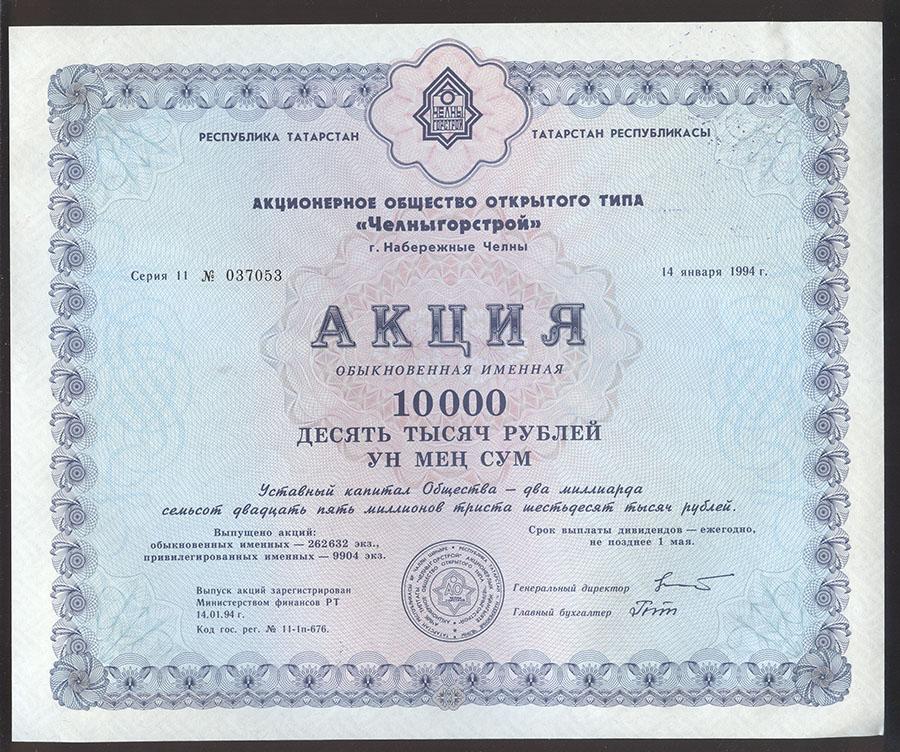 ЧЕЛНЫ
ГОРСТРОЙ
РЕСПУБЛИКА ТАТАРСТАН
ТАТАРСТАН РЕСПУБЛИКАСЫ
АКЦИОНЕРНОЕ ОБЩЕСТВО ОТКРЫТОГО ТИПА
«Челныгорстрой»
г. Набережные Челны
Серия 11 № 037053
14 января 1994 г.
АКЦИЯ
ОБЫКНОВЕННАЯ ИМЕННАЯ
10000
ДЕСЯТЬ ТЫСЯЧ РУБЛЕЙ
УН МЕҢ СУМ
Уставный капитал Общества — два миллиарда
семьсот двадцать пять миллионов триста шестьдесят тысяч рублей.
Выпущено акций:
обыкновенных именных — 262632 экз.,
привилегированных именных — 9904 экз.
Срок выплаты дивидендов — ежегодно,
не позднее 1 мая.
Выпуск акций зарегистрирован
Министерством финансов РТ
14.01.94 г.
Код гос. рег. № 11-1п-676.
Генеральный директор
Главный бухгалтер